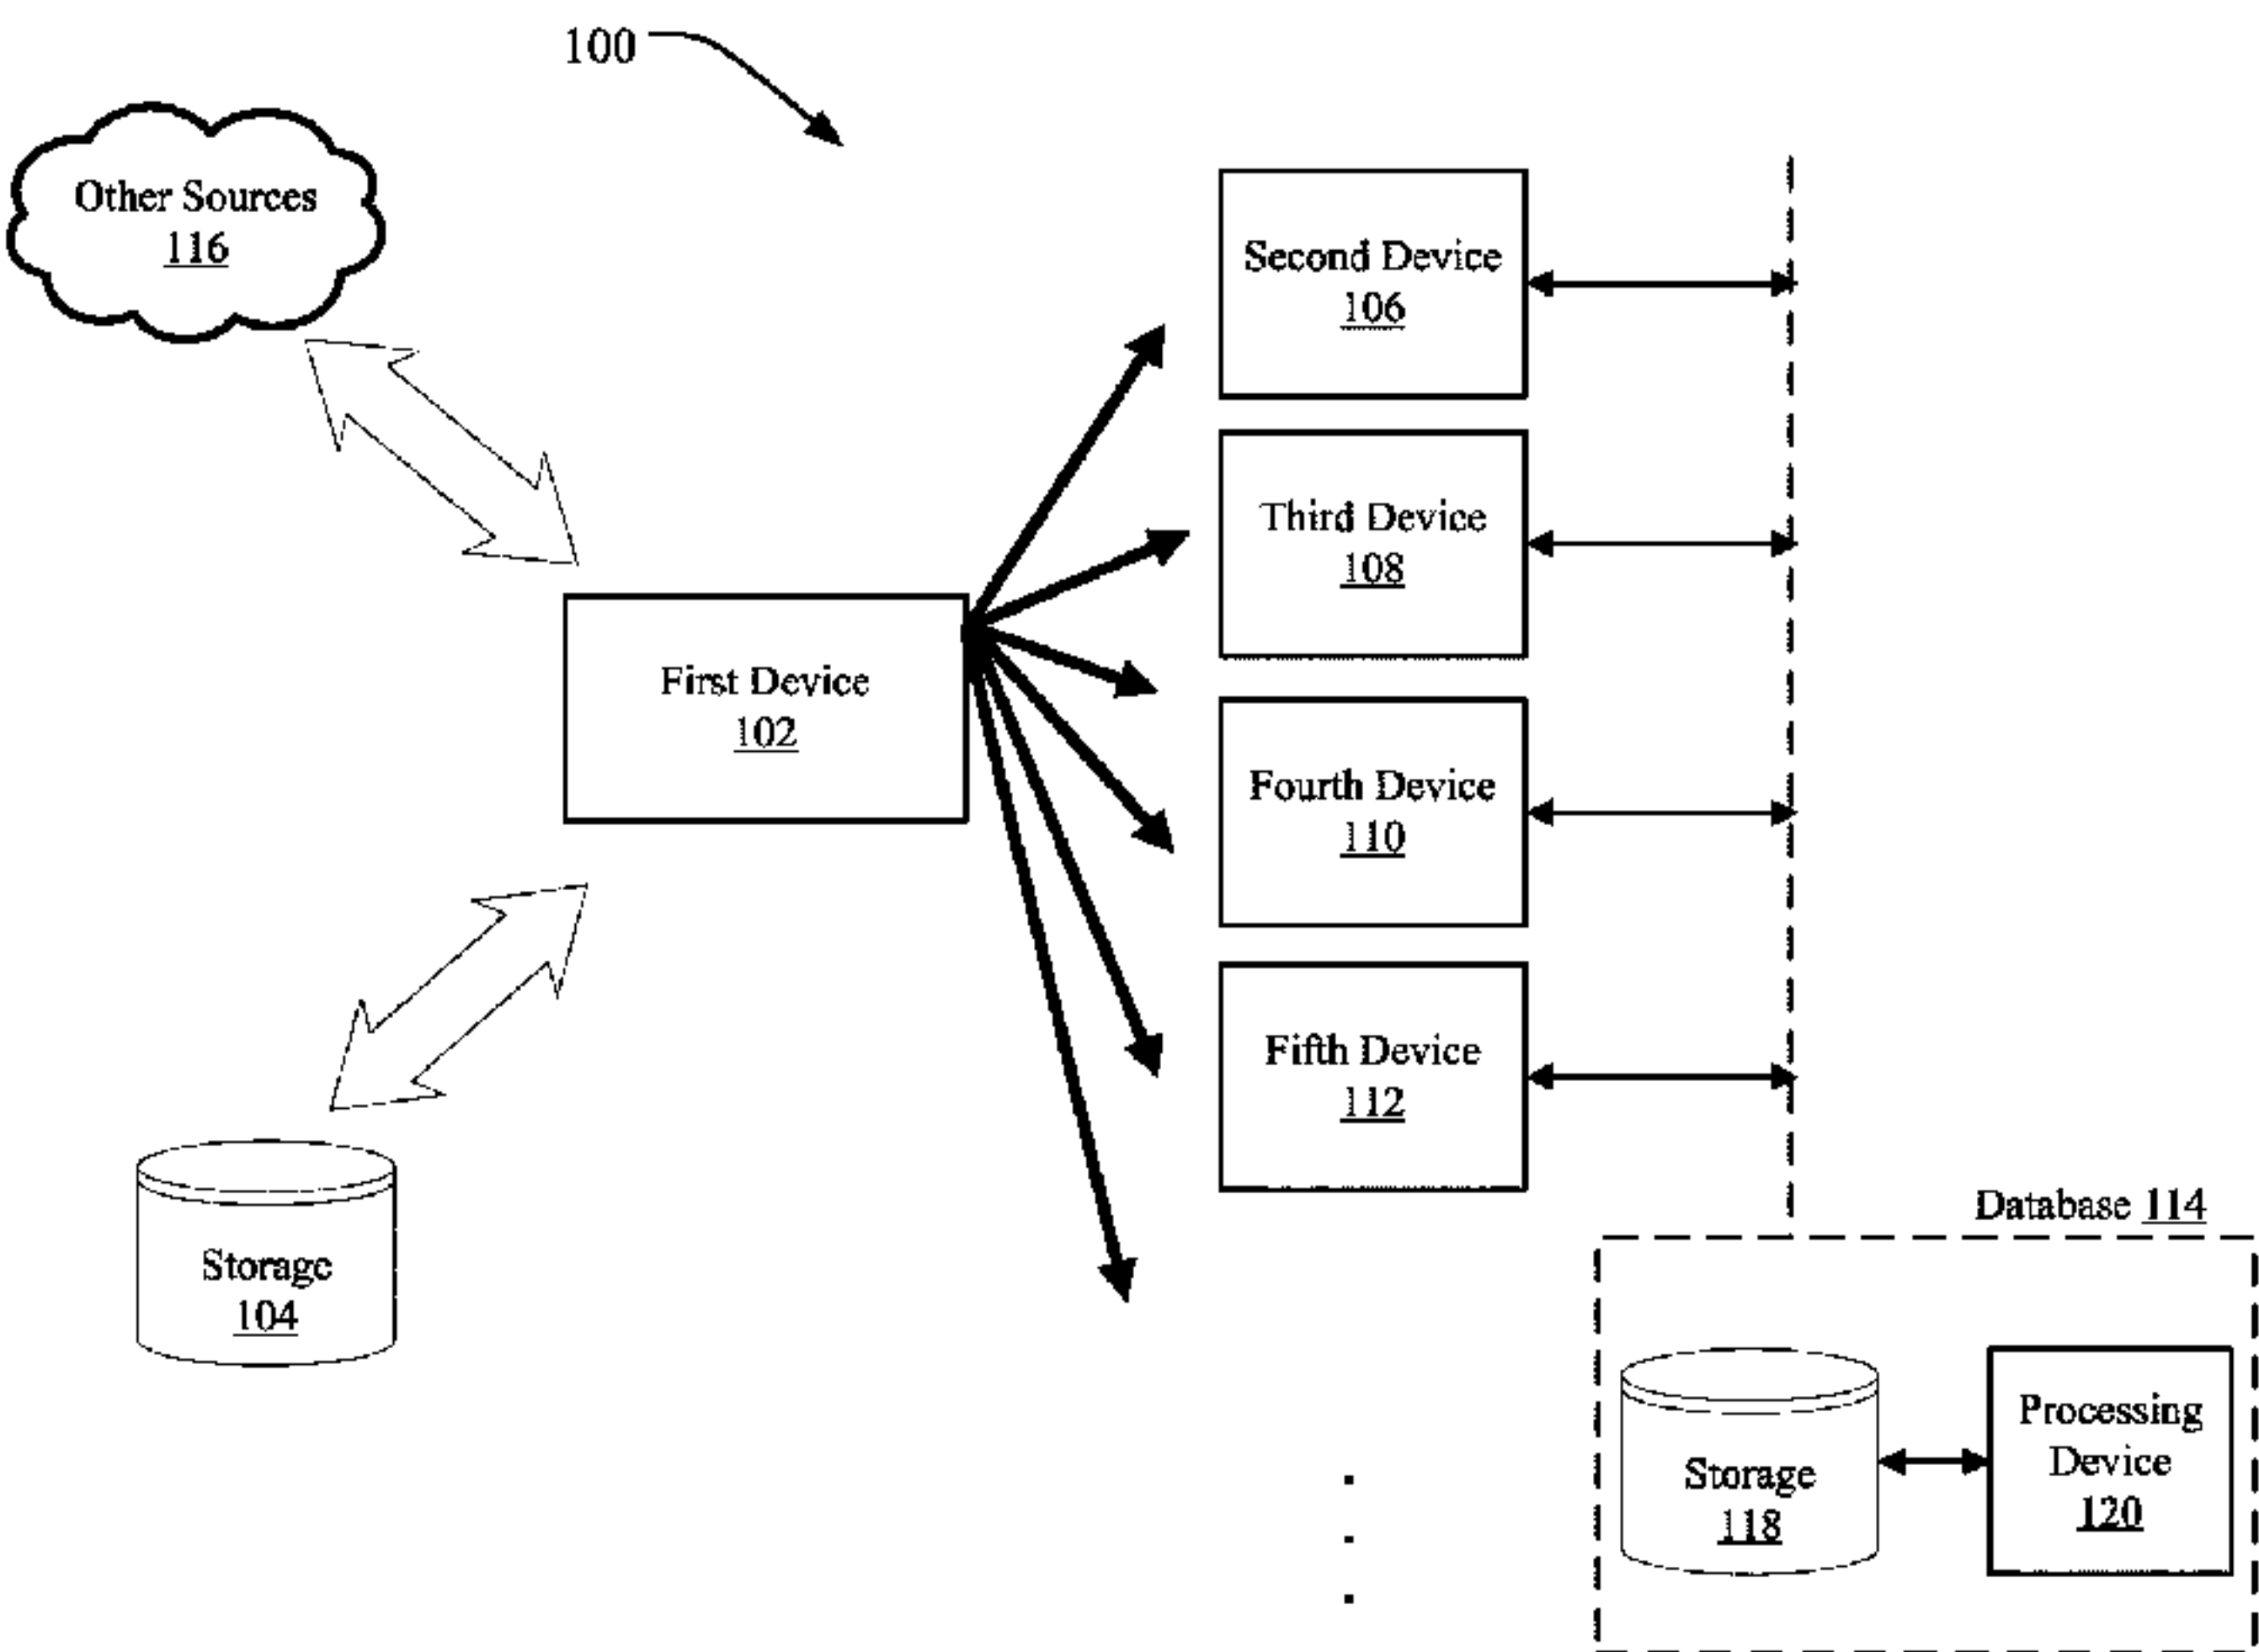 100
Other Sources
116
Second Device
106
Third Device
108
First Device
102
Fourth Device
110
Fifth Device
112
Database 114
Storage
104
Storage
118
Processing
Device
120